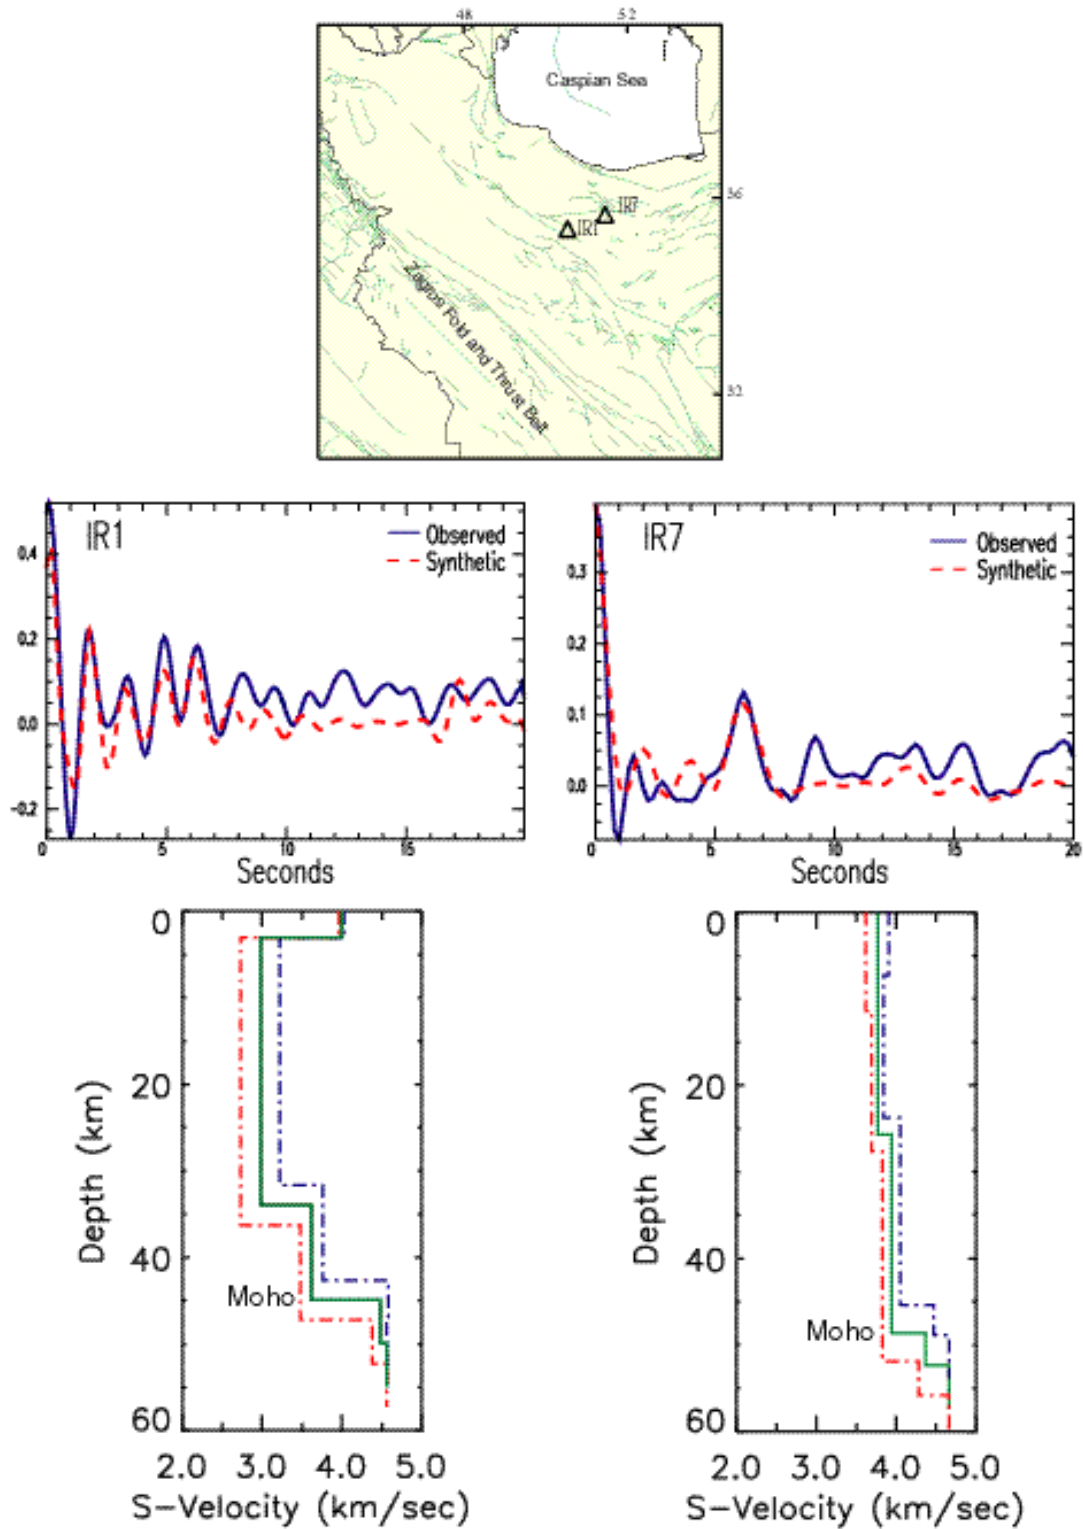 48 52
Caspian Sea
36
IR7
IR1
Zagros Fold and Thrust Belt
32
IR1
Observed
Synthetic
0.4
0.2
0.0
-0.2
0 5 10 15
Seconds
IR7
Observed
Synthetic
0.3
0.2
0.1
0.0
0 5 10 15 20
Seconds
0
20
40
60
Depth (km)
Moho
2.0 3.0 4.0 5.0
S-Velocity (km/sec)
0
20
40
60
Depth (km)
Moho
2.0 3.0 4.0 5.0
S-Velocity (km/sec)